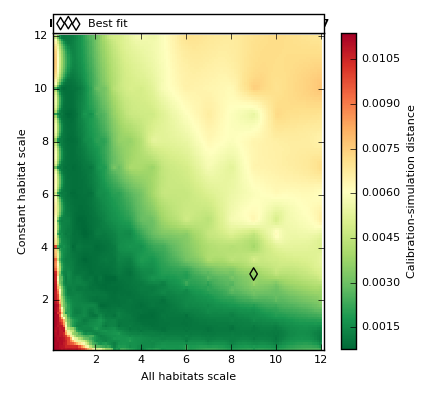 Best fit
12
10
8
6
4
2
Constant habitat scale
2 4 6 8 10 12
All habitats scale
0.0105
0.0090
0.0075
0.0060
0.0045
0.0030
0.0015
Calibration-simulation distance